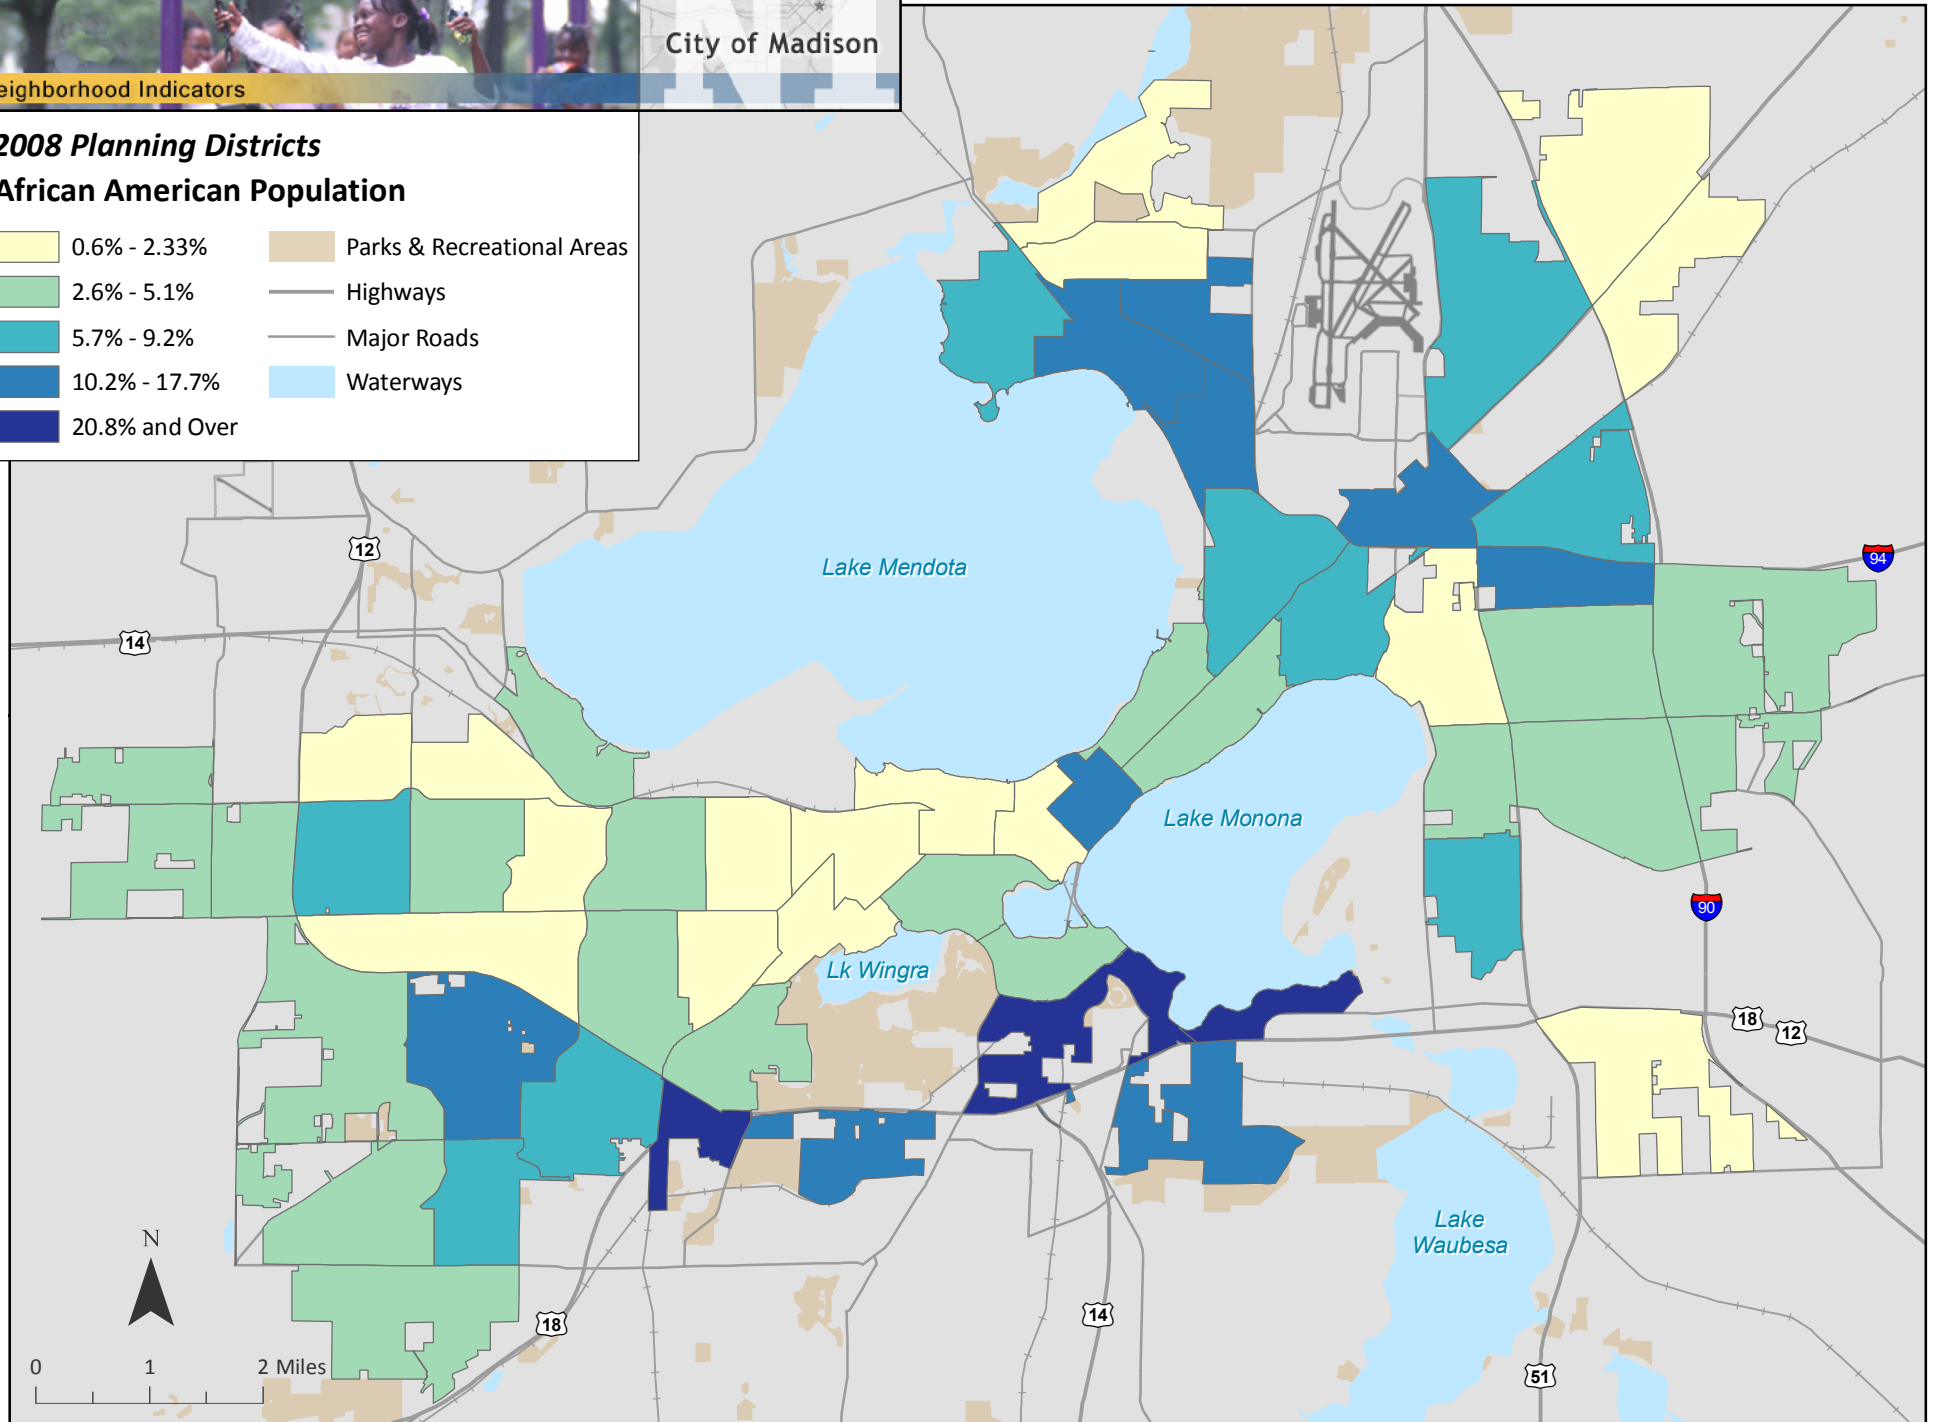 City of Madison
eighborhood Indicators
2008 Planning Districts
African American Population
0.6% - 2.33%
Parks & Recreational Areas
2.6% - 5.1%
Highways
5.7% - 9.2%
Major Roads
10.2% - 17.7%
Waterways
20.8% and Over
12
Lake Mendota
94
14
Lake Monona
90
Lk Wingra
18
12
Lake
Waubesa
N
14
18
0 1 2 Miles
51